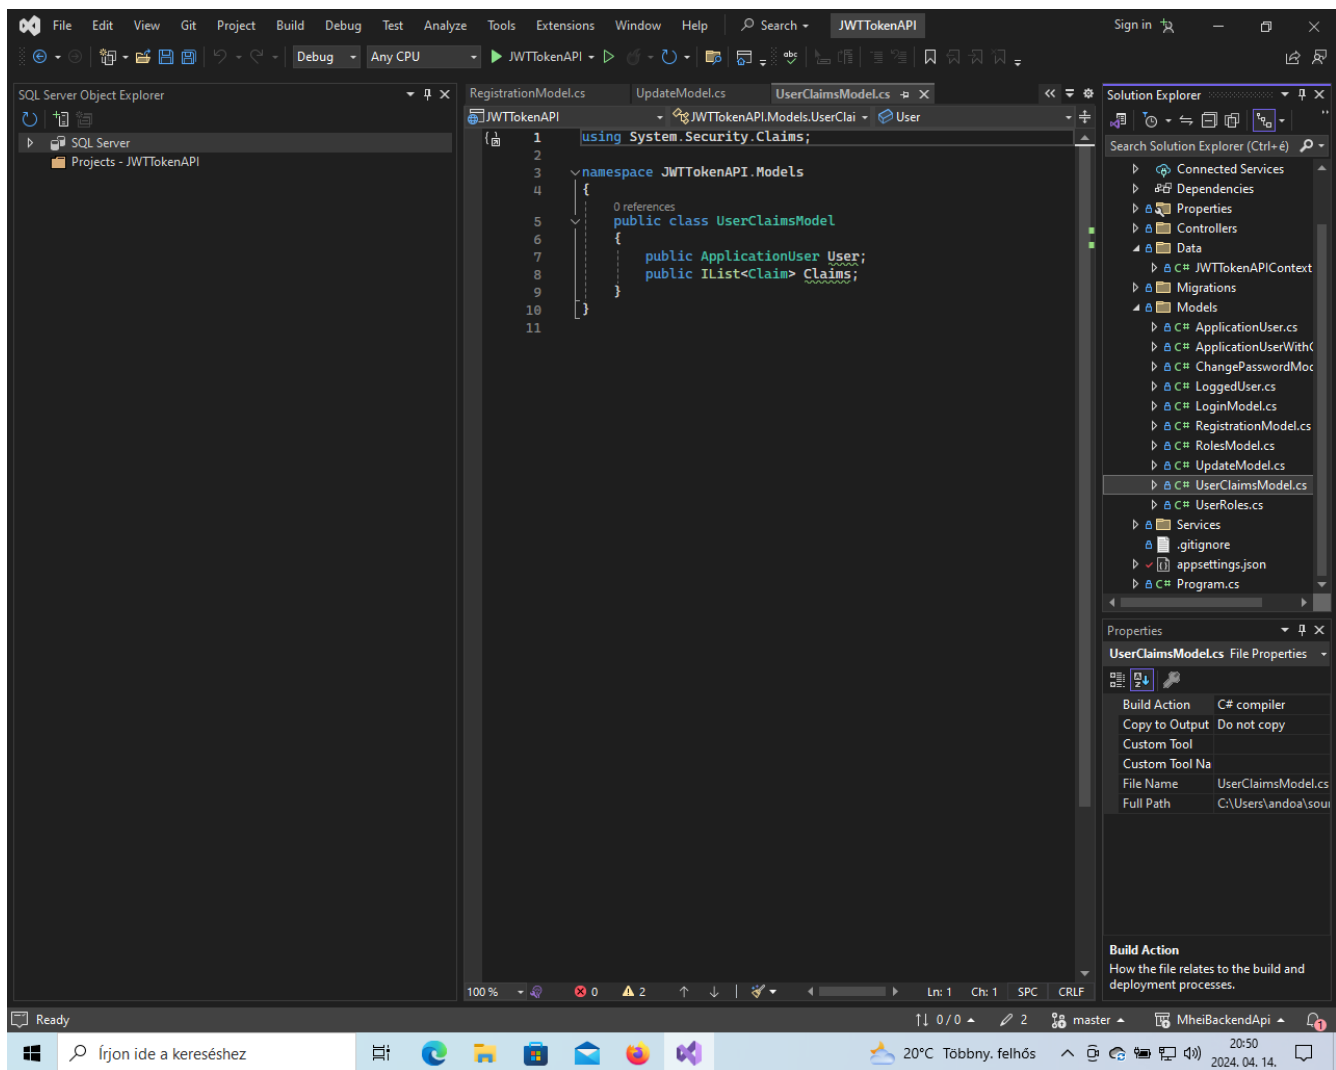 File Edit View Git Project Build Debug Test Analyze Tools Extensions Window Help Search JWTTokenAPI Sign in
Debug Any CPU JWTTokenAPI
SQL Server Object Explorer
SQL Server
Projects - JWTTokenAPI
RegistrationModel.cs UpdateModel.cs UserClaimsModel.cs
JWTTokenAPI JWTTokenAPI.Models.UserClai User
1 using System.Security.Claims;
2
3 namespace JWTTokenAPI.Models
4 {
0 references
5 public class UserClaimsModel
6 {
7 public ApplicationUser User;
8 public IList<Claim> Claims;
9 }
10 }
11
100 % 0 2 Ln: 1 Ch: 1 SPC CRLF
Solution Explorer
Search Solution Explorer (Ctrl+é)
Connected Services
Dependencies
Properties
Controllers
Data
C# JWTTokenAPIContext
Migrations
Models
C# ApplicationUser.cs
C# ApplicationUserWithC
C# ChangePasswordMoc
C# LoggedUser.cs
C# LoginModel.cs
C# RegistrationModel.cs
C# RolesModel.cs
C# UpdateModel.cs
C# UserClaimsModel.cs
C# UserRoles.cs
Services
.gitignore
appsettings.json
C# Program.cs
Properties
UserClaimsModel.cs File Properties
Build Action C# compiler
Copy to Output Do not copy
Custom Tool
Custom Tool Na
File Name UserClaimsModel.cs
Full Path C:\Users\andoa\sour
Build Action
How the file relates to the build and
deployment processes.
Ready 0 / 0 2 master MheiBackendApi 1
Írjon ide a kereséshez 20°C Többny. felhős 20:50
2024. 04. 14.